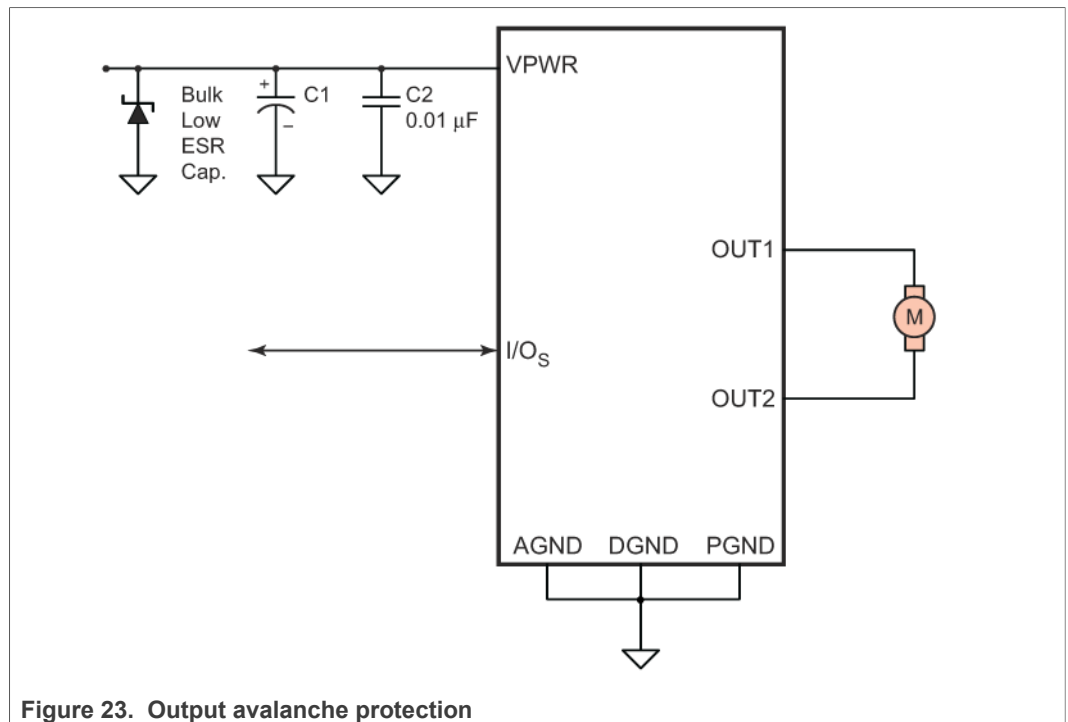 VPWR
Bulk
Low
ESR
Cap.
+
C1
–
C2
0.01 μF
OUT1
M
I/OS
OUT2
AGND DGND PGND
Figure 23. Output avalanche protection